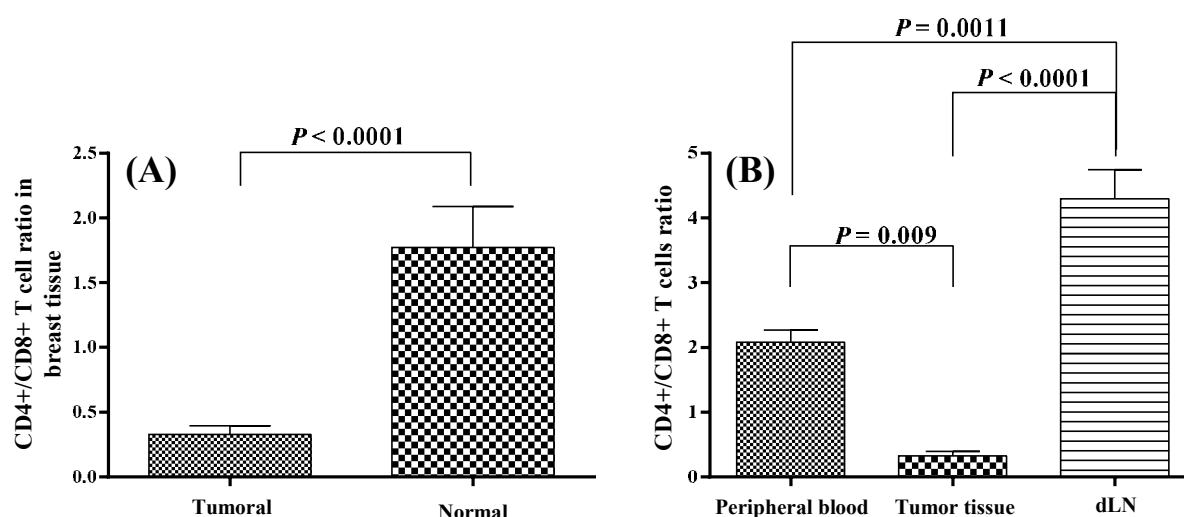 (A)
P < 0.0001
CD4+/CD8+ T cell ratio in
breast tissue
2.5
2.0
1.5
1.0
0.5
0.0
Tumoral
Normal
(B)
P = 0.0011
P < 0.0001
P = 0.009
CD4+/CD8+ T cells ratio
5
4
3
2
1
0
Peripheral blood
Tumor tissue
dLN